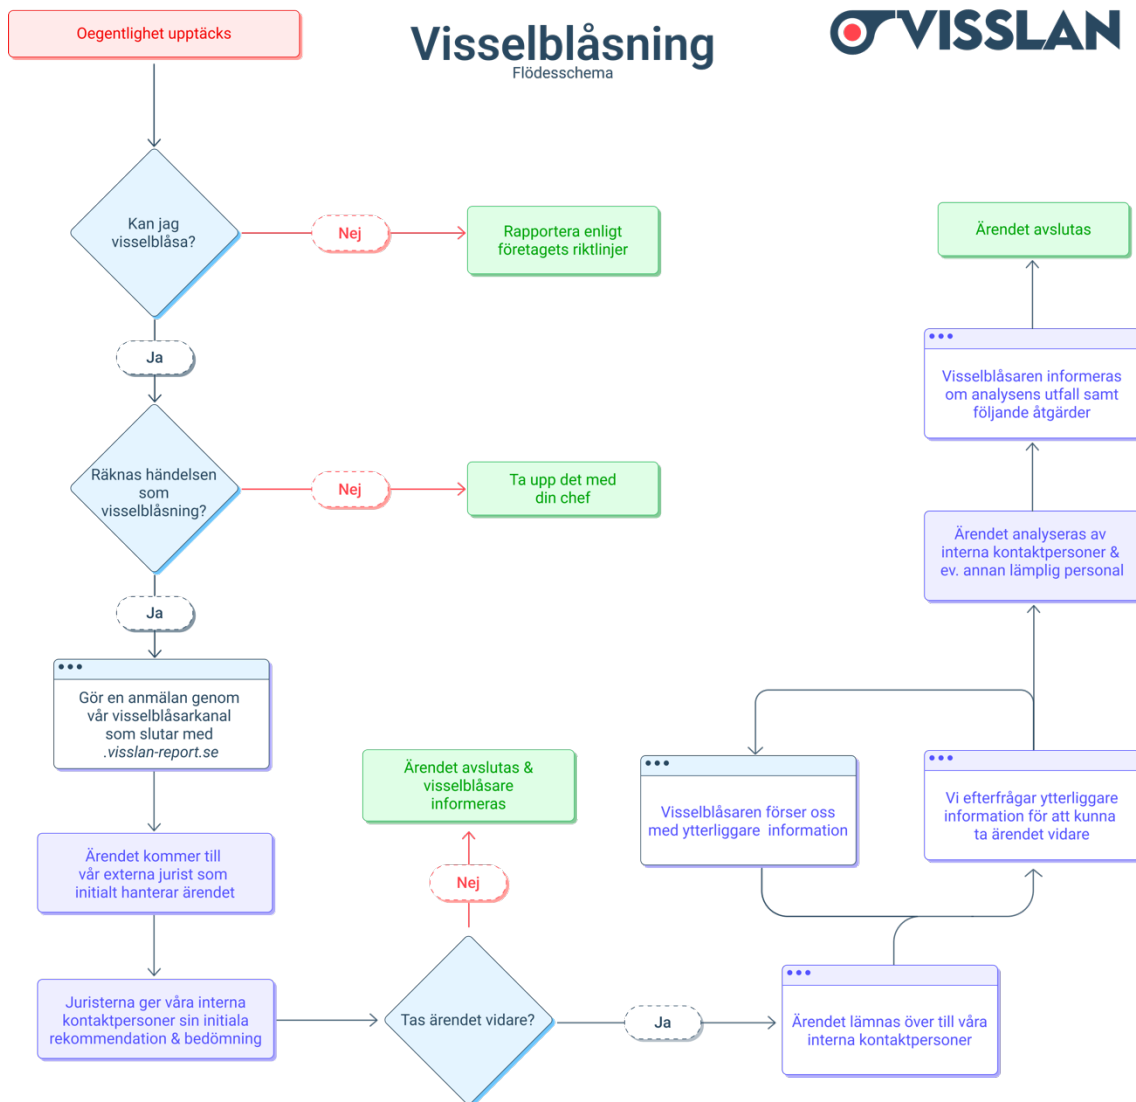 Oegentlighet upptäcks
Visselblåsning
Flödesschema
VISSLAN
Kan jag
visselblåsa?
Nej
Rapportera enligt
företagets riktlinjer
Ja
Räknas händelsen
som
visselblåsning?
Nej
Ta upp det med
din chef
Ja
Gör en anmälan genom
vår visselblåsarkanal
som slutar med
.visslan-report.se
Ärendet kommer till
vår externa jurist som
initialt hanterar ärendet
Juristerna ger våra interna
kontaktpersoner sin initiala
rekommendation & bedömning
Tas ärendet vidare?
Nej
Ärendet avslutas &
visselblåsare
informeras
Ja
Ärendet lämnas över till våra
interna kontaktpersoner
Visselblåsaren förser oss
med ytterliggare  information
Vi efterfrågar ytterliggare
information för att kunna
ta ärendet vidare
Ärendet analyseras av
interna kontaktpersoner &
ev. annan lämplig personal
Visselblåsaren informeras
om analysens utfall samt
följande åtgärder
Ärendet avslutas